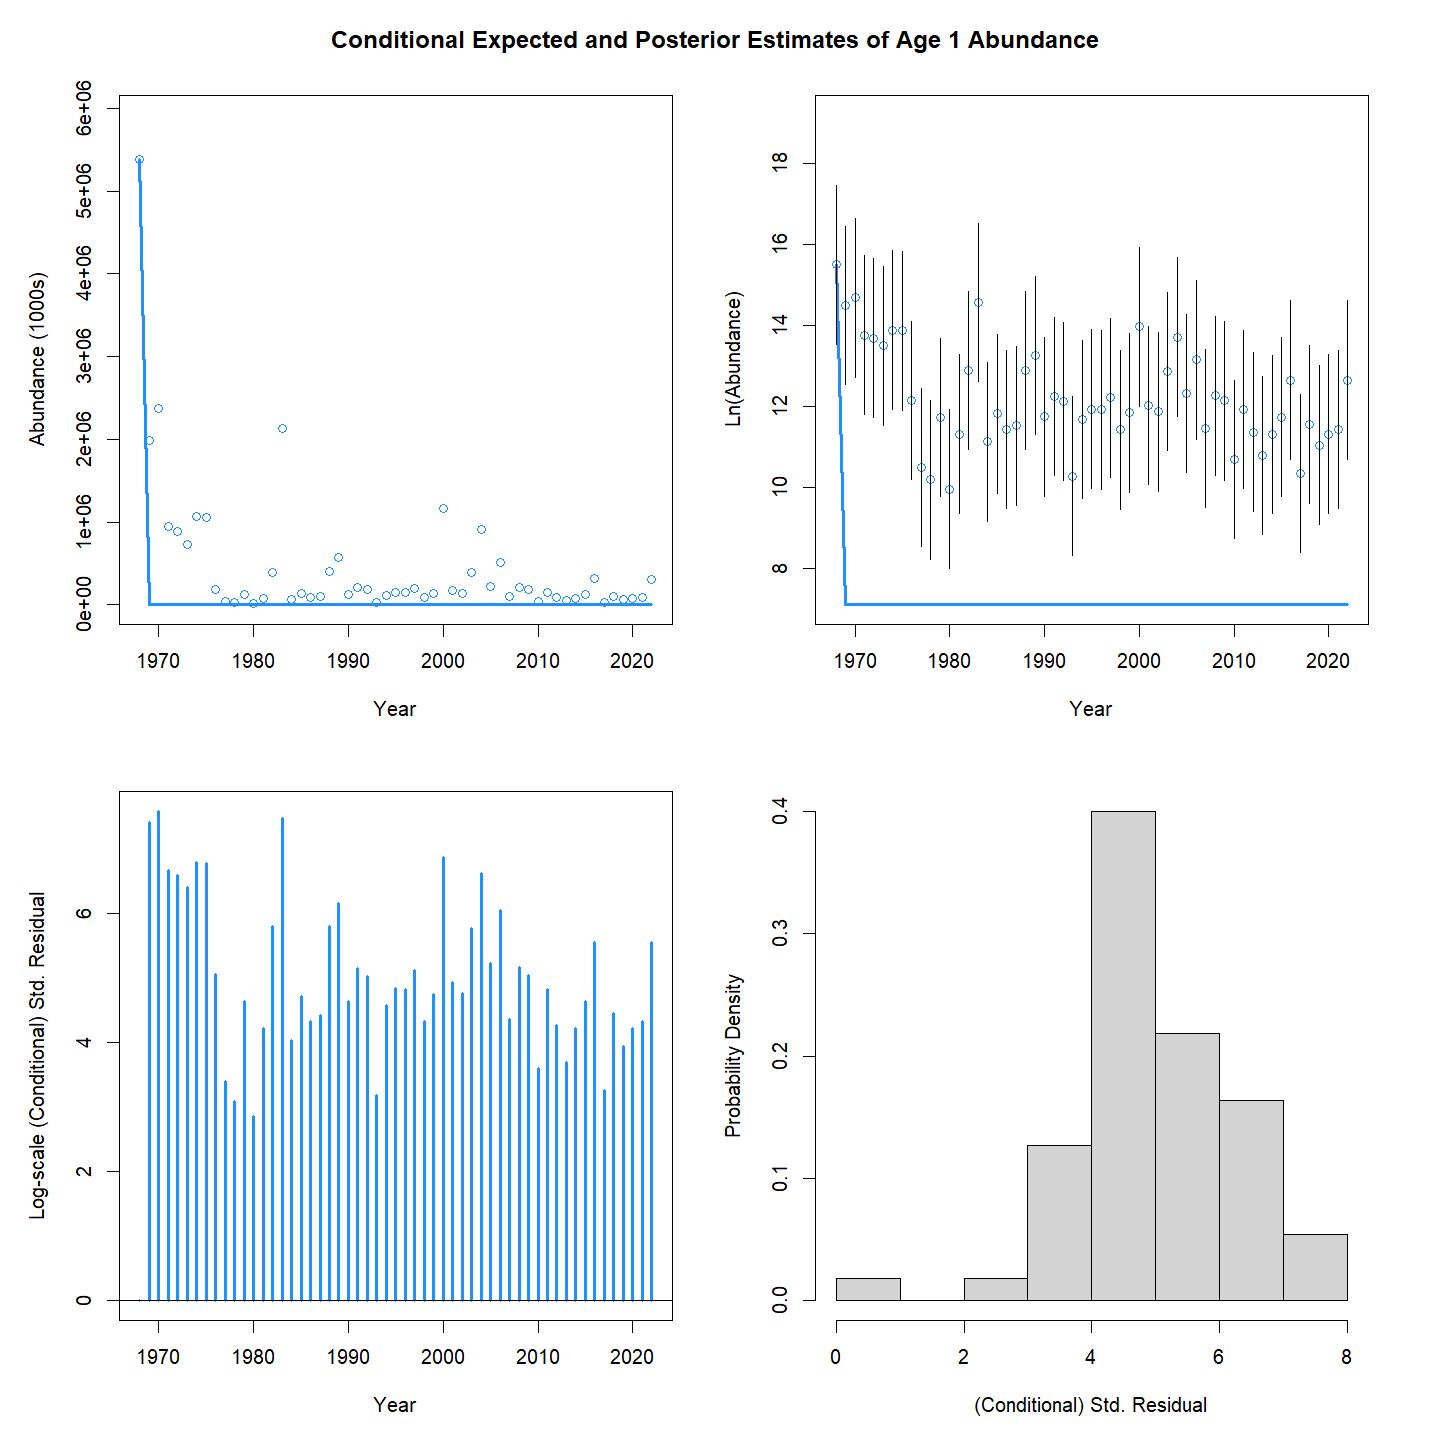 Conditional Expected and Posterior Estimates of Age 1 Abundance
Abundance (1000s)
6e+06
5e+06
4e+06
3e+06
2e+06
1e+06
0e+00
1970 1980 1990 2000 2010 2020
Year
Ln(Abundance)
18
16
14
12
10
8
1970 1980 1990 2000 2010 2020
Year
Log-scale (Conditional) Std. Residual
6
4
2
0
1970 1980 1990 2000 2010 2020
Year
Probability Density
0.4
0.3
0.2
0.1
0.0
0 2 4 6 8
(Conditional) Std. Residual